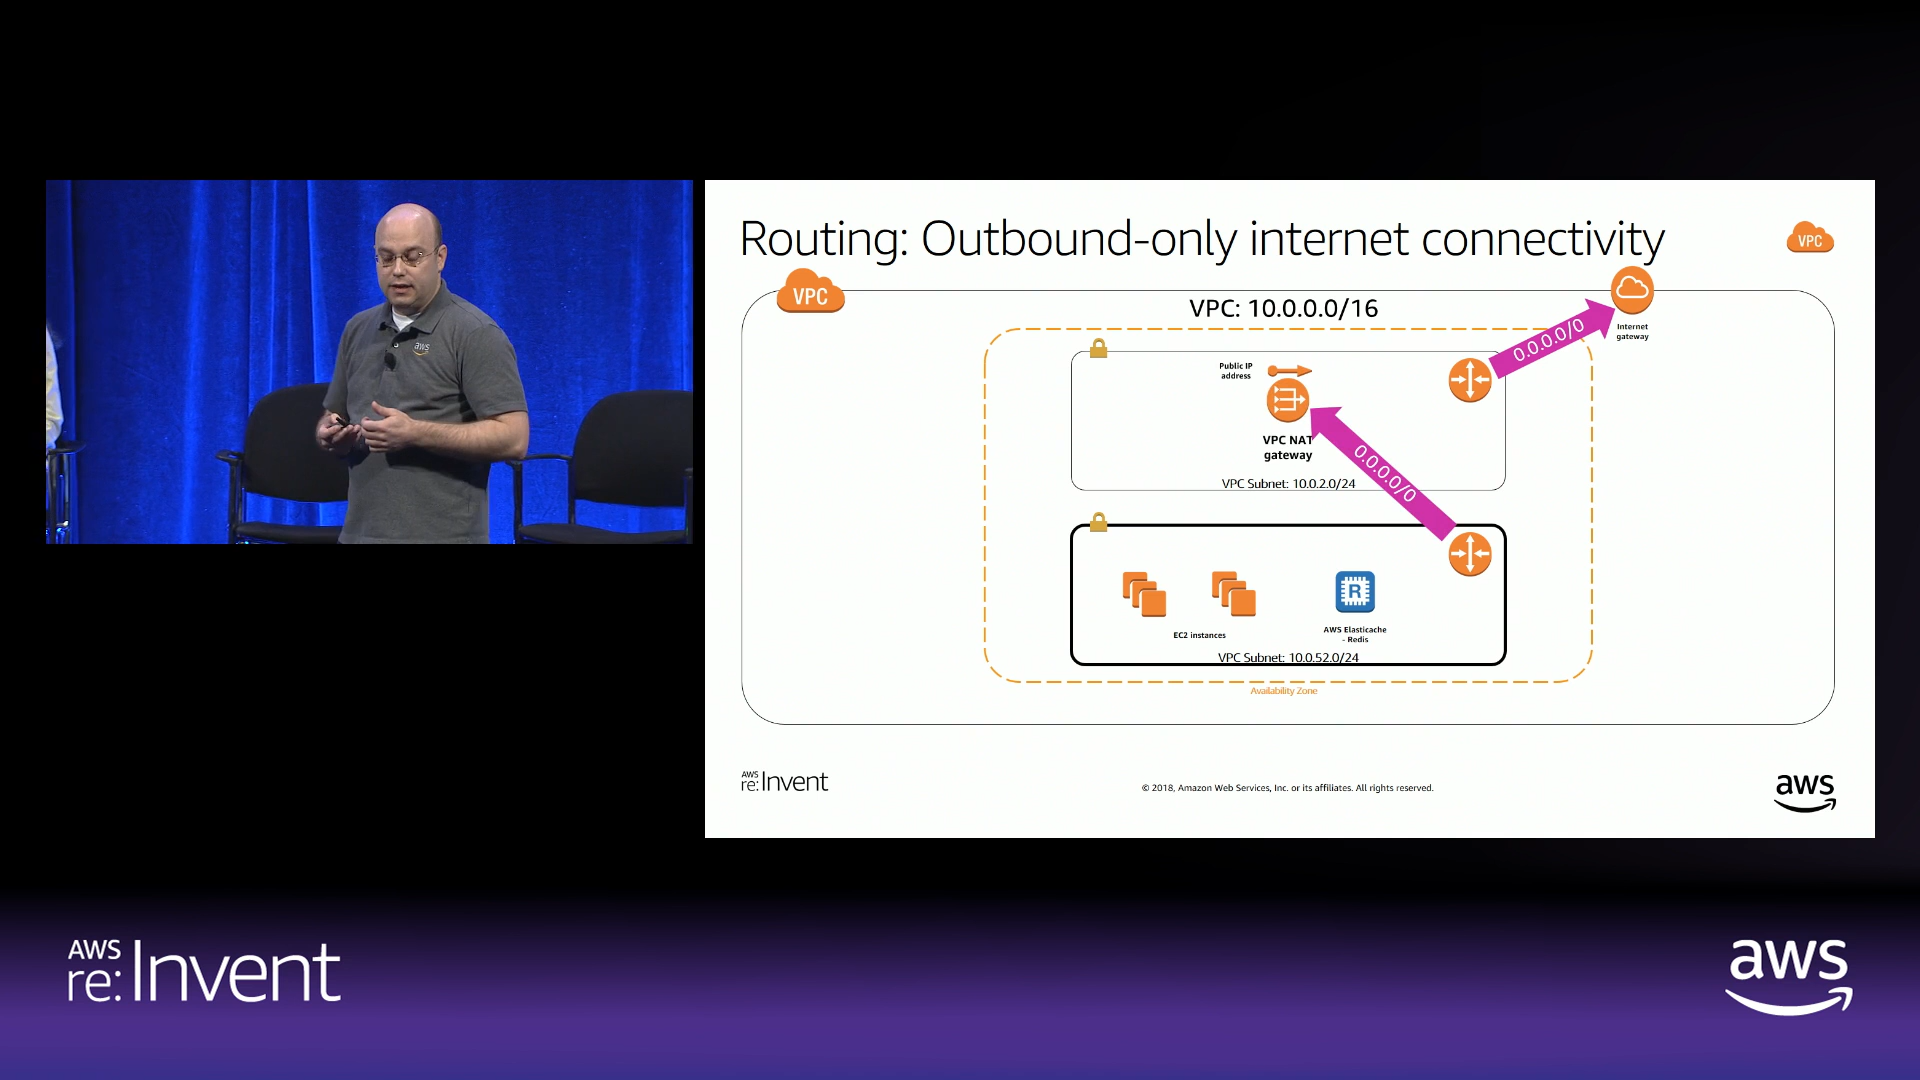 aws
Routing: Outbound-only internet connectivity
VPC
VPC
VPC: 10.0.0.0/16
Internet
gateway
0.0.0.0/0
Public IP
address
VPC NAT
gateway
0.0.0.0/0
VPC Subnet: 10.0.2.0/24
R
EC2 instances
AWS Elasticache
- Redis
VPC Subnet: 10.0.52.0/24
Availability Zone
AWS
re:Invent
© 2018, Amazon Web Services, Inc. or its affiliates. All rights reserved.
aws
AWS
re:Invent
aws